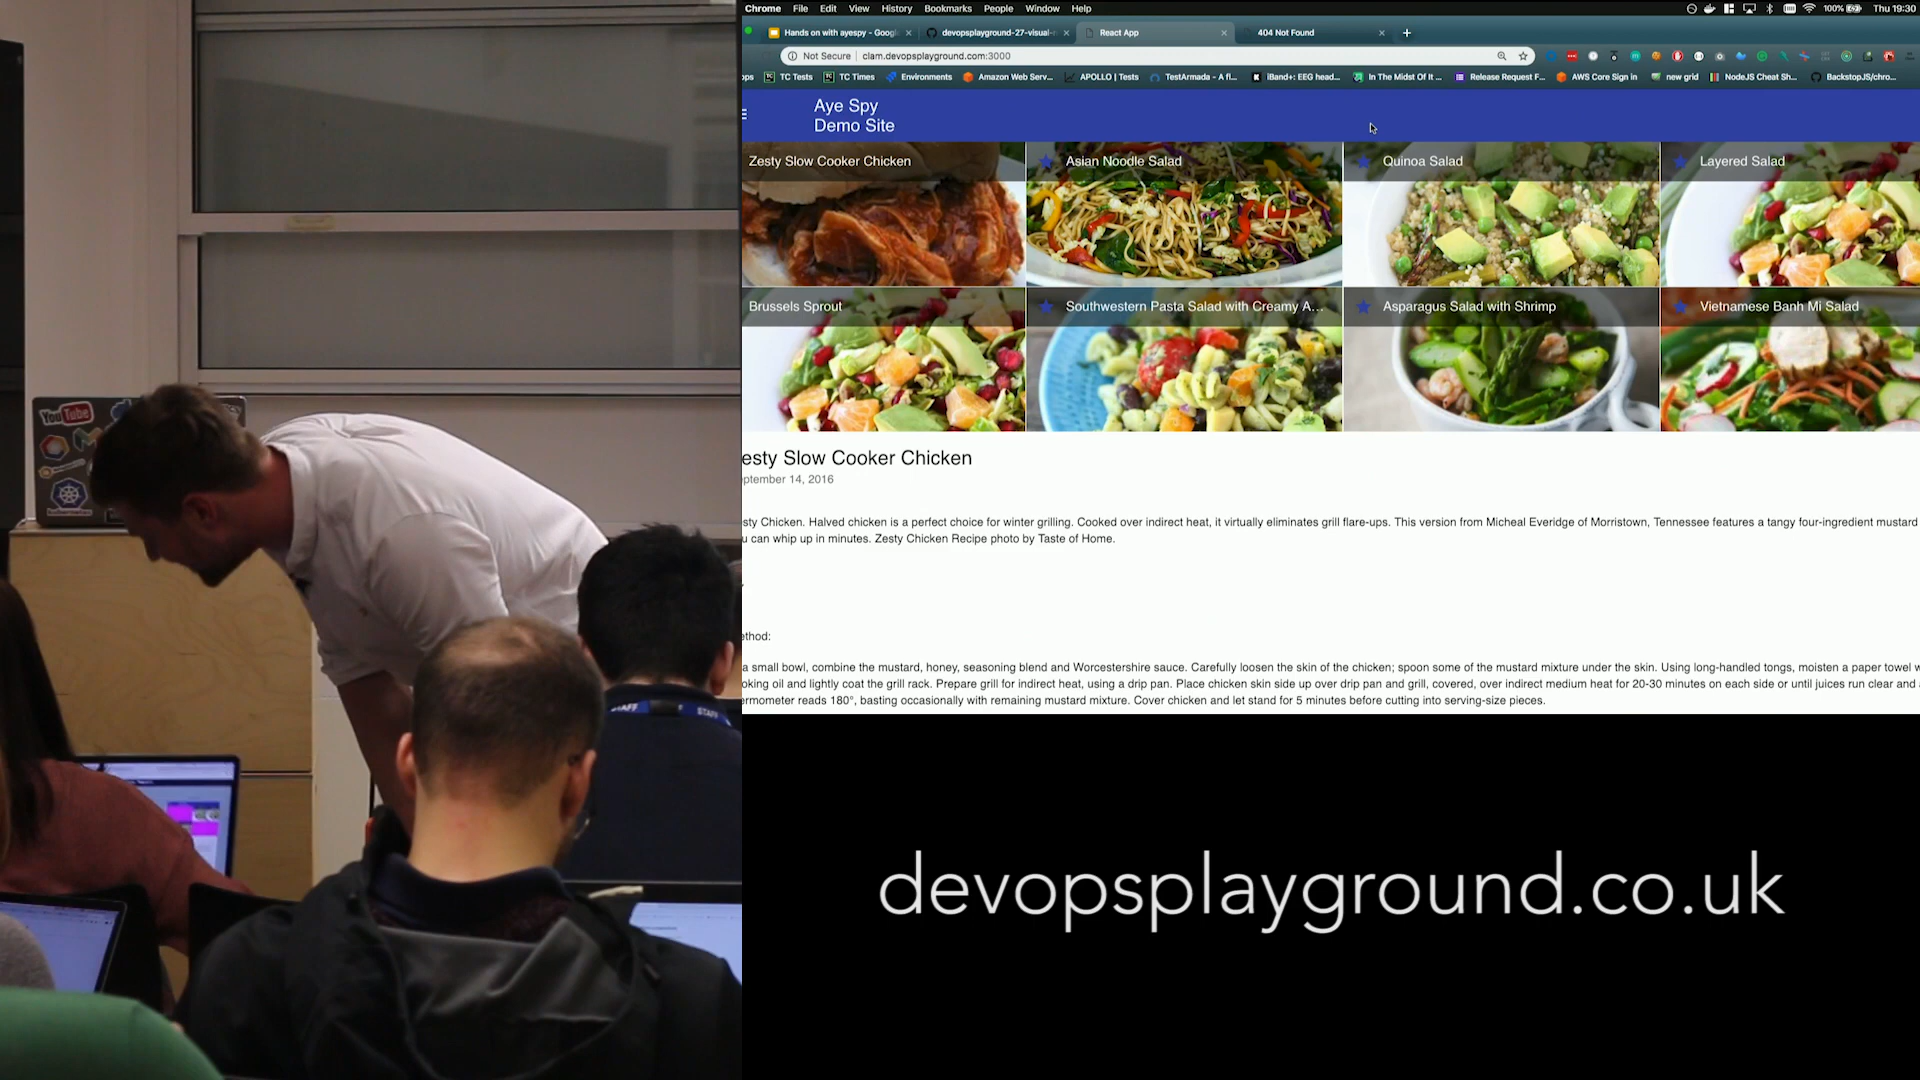 Chrome File Edit View History Bookmarks People Window Help 100% Thu 19:30
Hands on with ayespy - Goog
devopsplayground-27-visual-
React App
404 Not Found
Not Secure | clam.devopsplayground.com:3000
ops TC Tests TC Times Environments Amazon Web Serv... APOLLO | Tests TestArmada - A fl... iBand+: EEG head... In The Midst Of It ... Release Request F... AWS Core Sign in new grid NodeJS Cheat Sh... BackstopJS/chro...
Aye Spy
Demo Site
Zesty Slow Cooker Chicken
Asian Noodle Salad
Quinoa Salad
Layered Salad
Brussels Sprout
Southwestern Pasta Salad with Creamy A...
Asparagus Salad with Shrimp
Vietnamese Banh Mi Salad
esty Slow Cooker Chicken
ptember 14, 2016
sty Chicken. Halved chicken is a perfect choice for winter grilling. Cooked over indirect heat, it virtually eliminates grill flare-ups. This version from Micheal Everidge of Morristown, Tennessee features a tangy four-ingredient mustard
u can whip up in minutes. Zesty Chicken Recipe photo by Taste of Home.
ethod:
a small bowl, combine the mustard, honey, seasoning blend and Worcestershire sauce. Carefully loosen the skin of the chicken; spoon some of the mustard mixture under the skin. Using long-handled tongs, moisten a paper towel w
oking oil and lightly coat the grill rack. Prepare grill for indirect heat, using a drip pan. Place chicken skin side up over drip pan and grill, covered, over indirect medium heat for 20-30 minutes on each side or until juices run clear and
ermometer reads 180°, basting occasionally with remaining mustard mixture. Cover chicken and let stand for 5 minutes before cutting into serving-size pieces.
YouTube
STAFF STAFF
devopsplayground.co.uk